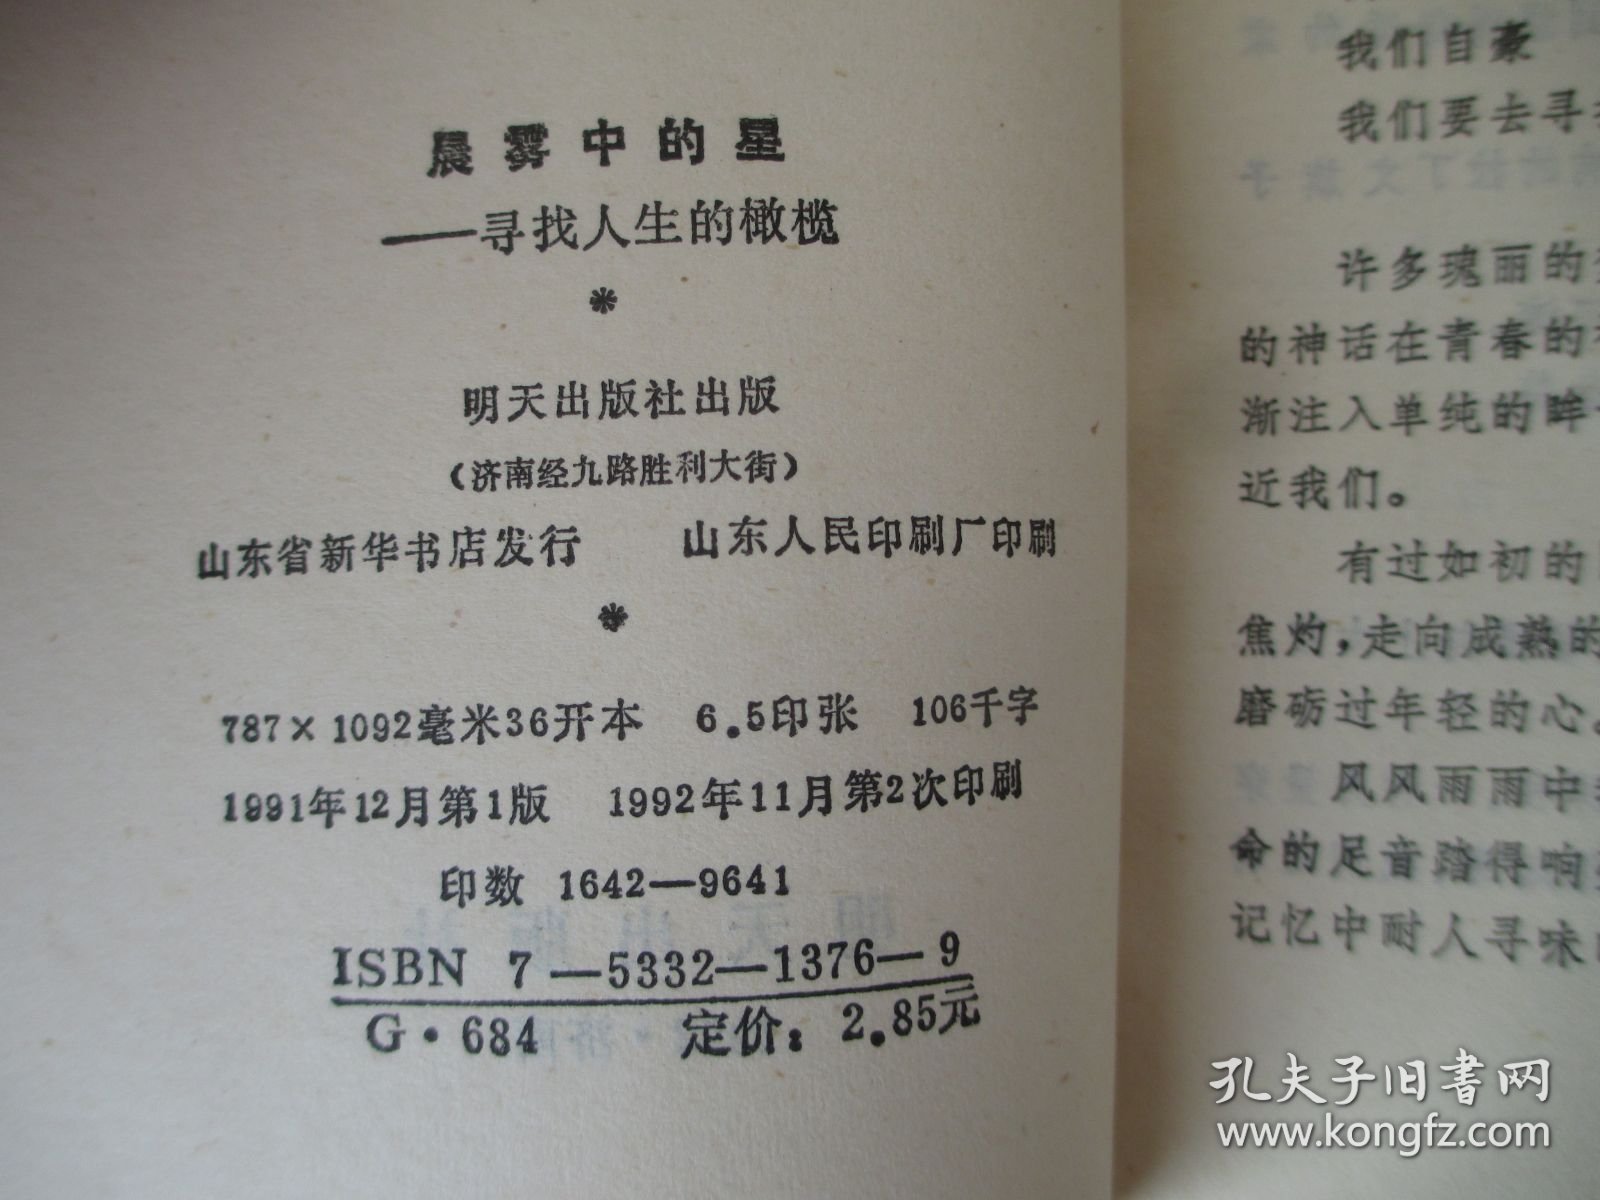 晨雾中的星
——寻找人生的橄榄
*
明天出版社出版
（济南经九路胜利大街）
山东省新华书店发行 山东人民印刷厂印刷
*
787×1092毫米36开本 6.5印张 106千字
1991年12月第1版 1992年11月第2次印刷
印数 1642—9641
ISBN 7—5332—1376—9
G·684 定价：2.85元
我们自豪
我们要去寻
许多瑰丽的
的神话在青春的
渐注入单纯的眸
近我们。
有过如初的
焦灼，走向成熟的
磨砺过年轻的心。
风风雨雨中
命的足音踏得响
记忆中耐人寻味
孔夫子旧书网
www.kongfz.com